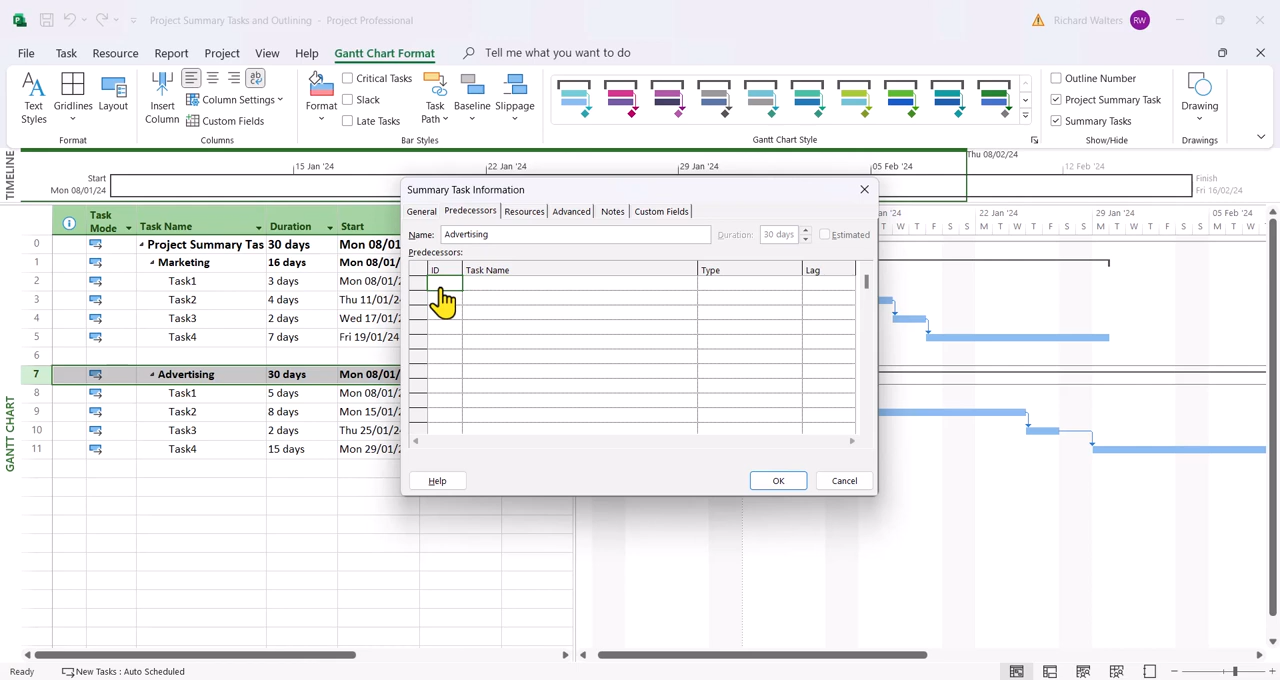 Project Summary Tasks and Outlining - Project Professional
Richard Walters RW
File Task Resource Report Project View Help Gantt Chart Format Tell me what you want to do
Text Styles Gridlines Layout
Format
Insert Column
Column Settings
Custom Fields
Columns
Format
Critical Tasks
Slack
Late Tasks
Task Path Baseline Slippage
Bar Styles
Gantt Chart Style
Outline Number
Project Summary Task
Summary Tasks
Show/Hide
Drawing
Drawings
TIMELINE
Thu 08/02/24
15 Jan '24 22 Jan '24 29 Jan '24 05 Feb '24 12 Feb '24
Start
Mon 08/01/24
Finish
Fri 16/02/24
GANTT CHART
Task Mode Task Name Duration Start
0 Project Summary Tas 30 days Mon 08/01
1 Marketing 16 days Mon 08/01
2 Task1 3 days Mon 08/01/
3 Task2 4 days Thu 11/01/24
4 Task3 2 days Wed 17/01/
5 Task4 7 days Fri 19/01/24
6
7 Advertising 30 days Mon 08/01/
8 Task1 5 days Mon 08/01/2
9 Task2 8 days Mon 15/01/
10 Task3 2 days Thu 25/01/2
11 Task4 15 days Mon 29/01/
an '24 22 Jan '24 29 Jan '24 05 Feb '24
T W T F S S M T W T F S S M T W T F S S M T W
Summary Task Information
General Predecessors Resources Advanced Notes Custom Fields
Name: Advertising Duration: 30 days Estimated
Predecessors:
ID Task Name Type Lag
Help OK Cancel
Ready New Tasks : Auto Scheduled